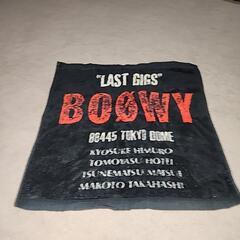 "LAST GIGS"
BOØWY
88445 TOKYO DOME
KYOSUKE HIMURO
TOMOYASU HOTEI
TSUNEMATSU MATSUI
MAKOTO TAKAHASHI